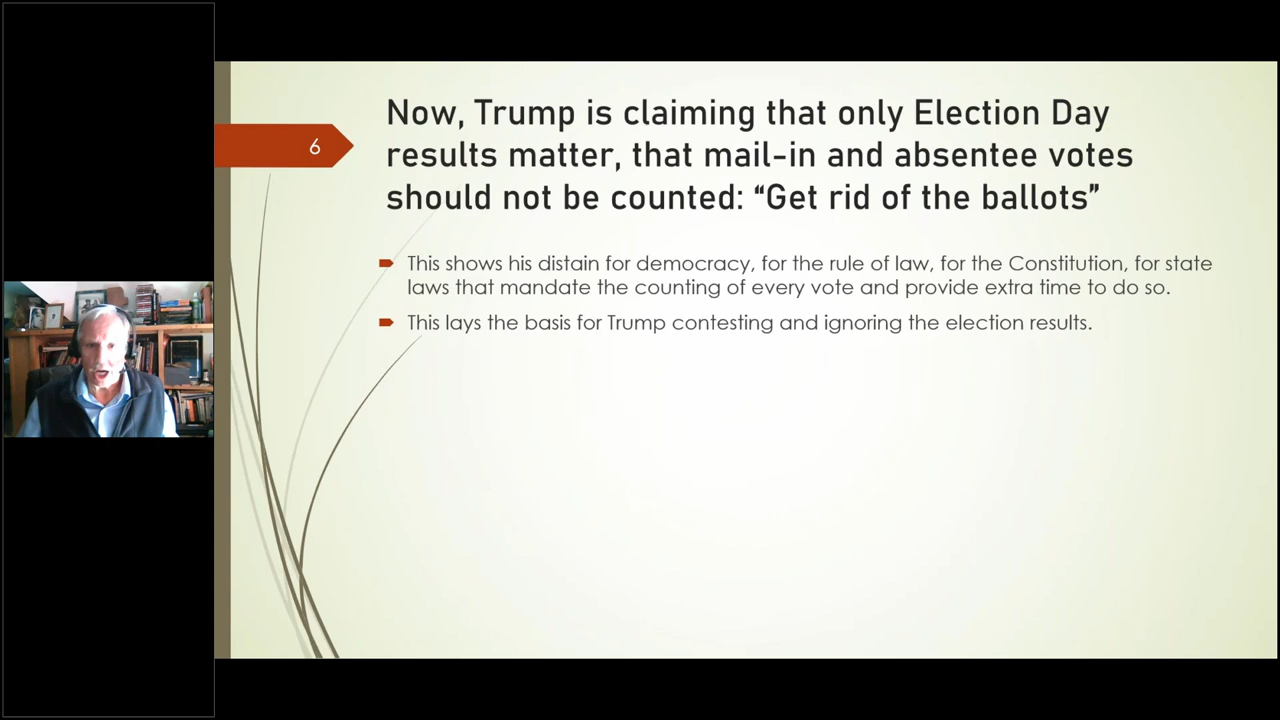 6
Now, Trump is claiming that only Election Day
results matter, that mail-in and absentee votes
should not be counted: “Get rid of the ballots”
This shows his distain for democracy, for the rule of law, for the Constitution, for state
laws that mandate the counting of every vote and provide extra time to do so.
This lays the basis for Trump contesting and ignoring the election results.